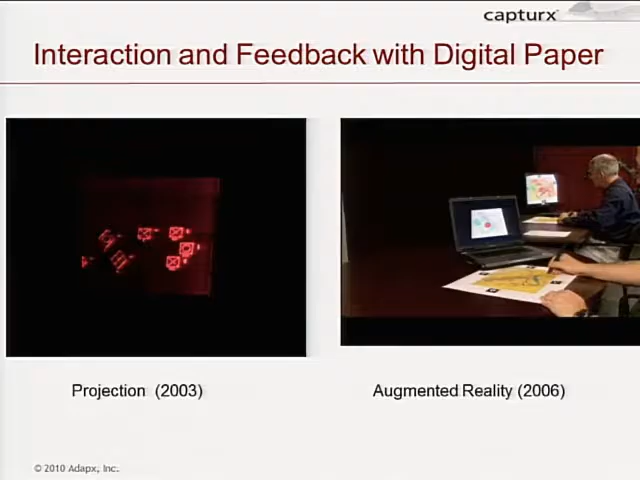 capturx
Interaction and Feedback with Digital Paper
Projection (2003)
Augmented Reality (2006)
© 2010 Adapx, Inc.